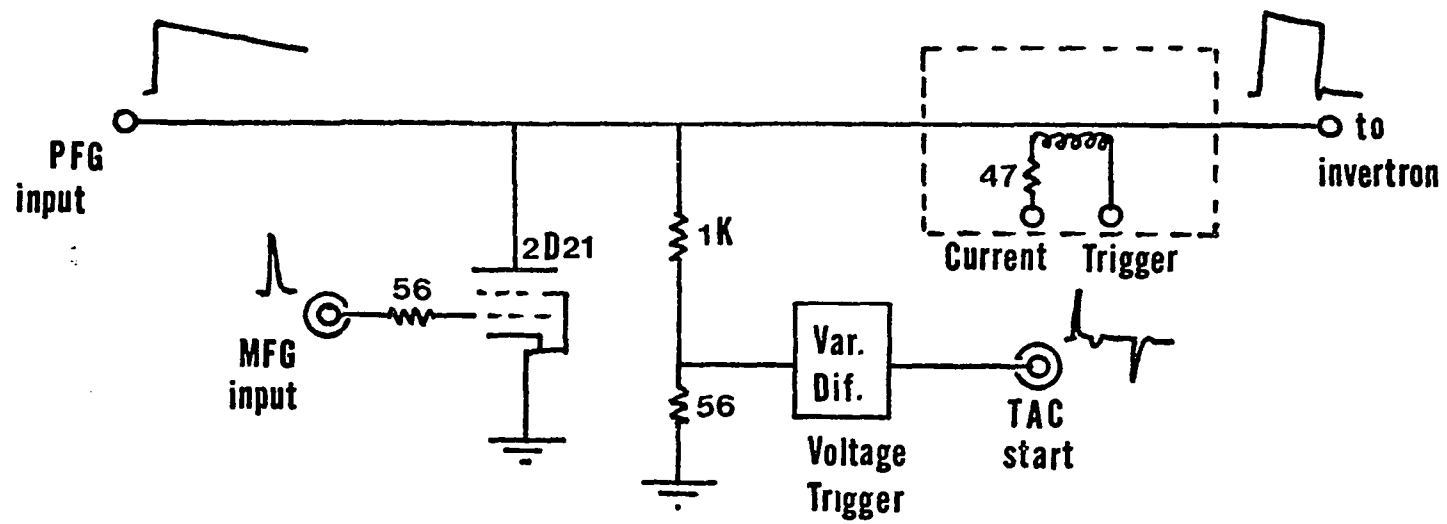 PFG
input
to
invertron
47
Current Trigger
1K
2D21
56
MFG
input
Var.
Dif.
56
Voltage
Trigger
TAC
start